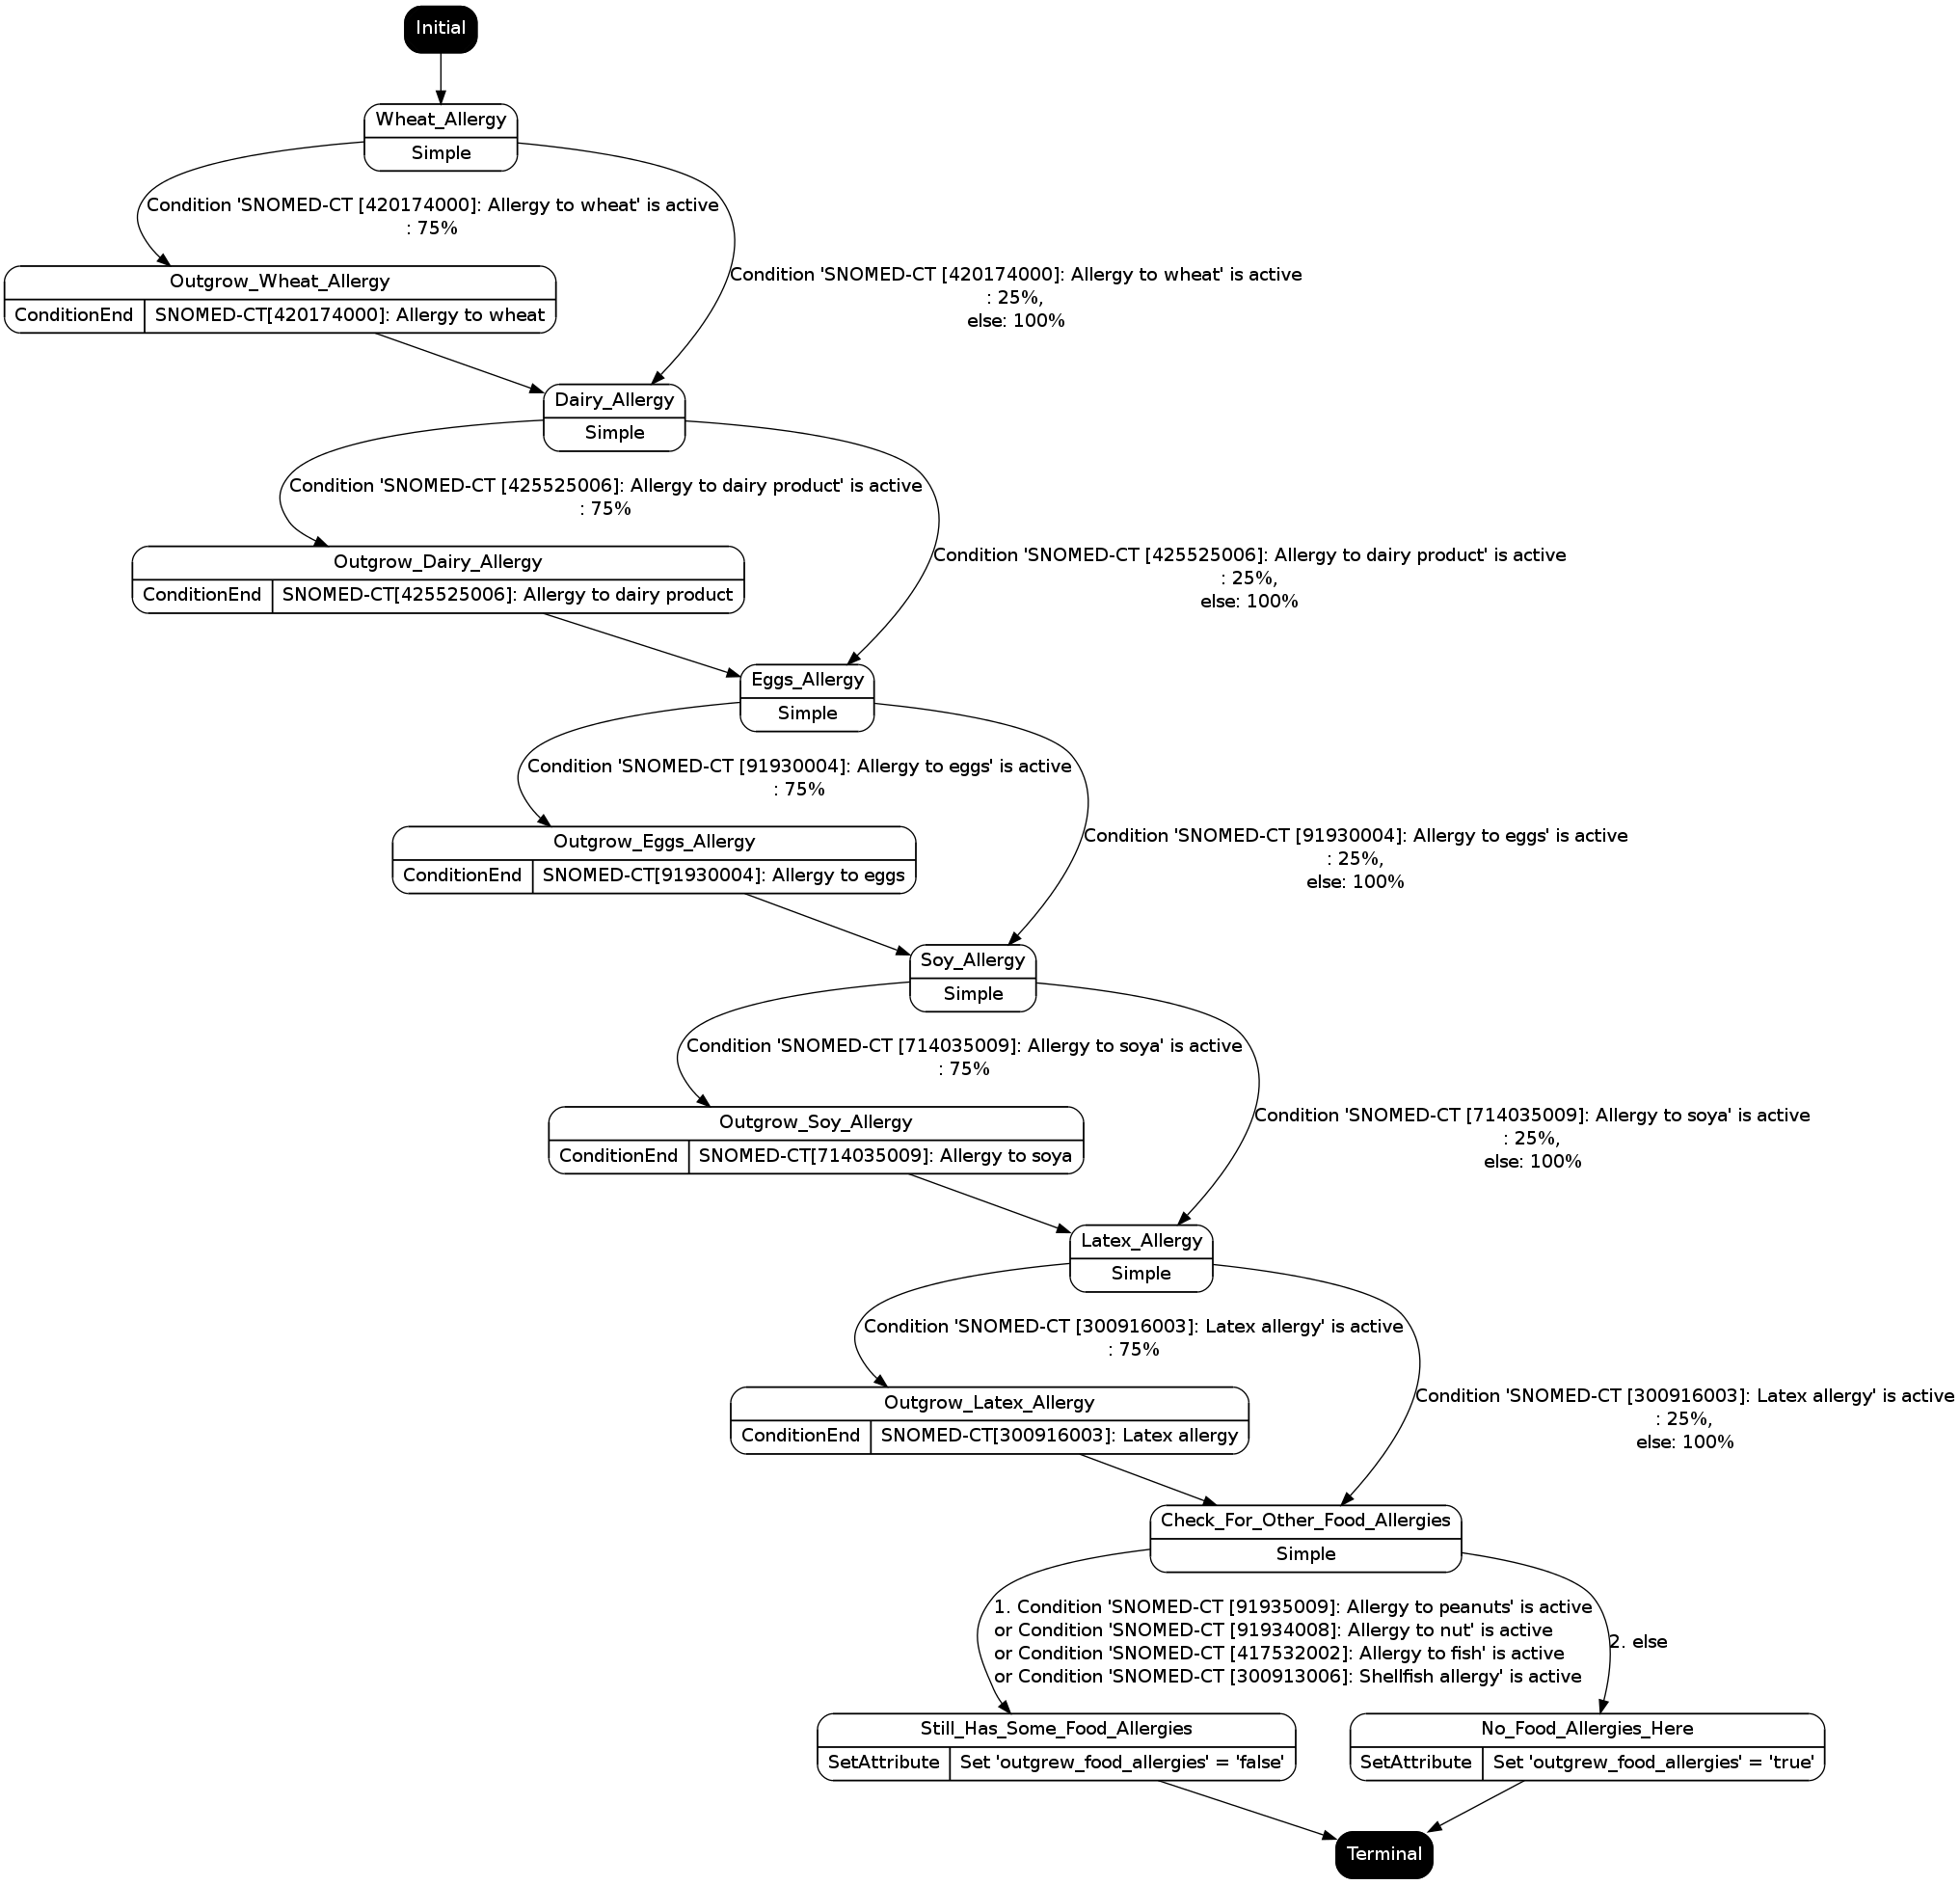 Initial
Wheat_Allergy
Simple
Condition 'SNOMED-CT [420174000]: Allergy to wheat' is active
: 75%
Condition 'SNOMED-CT [420174000]: Allergy to wheat' is active
: 25%,
else: 100%
Outgrow_Wheat_Allergy
ConditionEnd
SNOMED-CT[420174000]: Allergy to wheat
Dairy_Allergy
Simple
Condition 'SNOMED-CT [425525006]: Allergy to dairy product' is active
: 75%
Condition 'SNOMED-CT [425525006]: Allergy to dairy product' is active
: 25%,
else: 100%
Outgrow_Dairy_Allergy
ConditionEnd
SNOMED-CT[425525006]: Allergy to dairy product
Eggs_Allergy
Simple
Condition 'SNOMED-CT [91930004]: Allergy to eggs' is active
: 75%
Condition 'SNOMED-CT [91930004]: Allergy to eggs' is active
: 25%,
else: 100%
Outgrow_Eggs_Allergy
ConditionEnd
SNOMED-CT[91930004]: Allergy to eggs
Soy_Allergy
Simple
Condition 'SNOMED-CT [714035009]: Allergy to soya' is active
: 75%
Condition 'SNOMED-CT [714035009]: Allergy to soya' is active
: 25%,
else: 100%
Outgrow_Soy_Allergy
ConditionEnd
SNOMED-CT[714035009]: Allergy to soya
Latex_Allergy
Simple
Condition 'SNOMED-CT [300916003]: Latex allergy' is active
: 75%
Condition 'SNOMED-CT [300916003]: Latex allergy' is active
: 25%,
else: 100%
Outgrow_Latex_Allergy
ConditionEnd
SNOMED-CT[300916003]: Latex allergy
Check_For_Other_Food_Allergies
Simple
1. Condition 'SNOMED-CT [91935009]: Allergy to peanuts' is active
or Condition 'SNOMED-CT [91934008]: Allergy to nut' is active
or Condition 'SNOMED-CT [417532002]: Allergy to fish' is active
or Condition 'SNOMED-CT [300913006]: Shellfish allergy' is active
2. else
Still_Has_Some_Food_Allergies
SetAttribute
Set 'outgrew_food_allergies' = 'false'
No_Food_Allergies_Here
SetAttribute
Set 'outgrew_food_allergies' = 'true'
Terminal